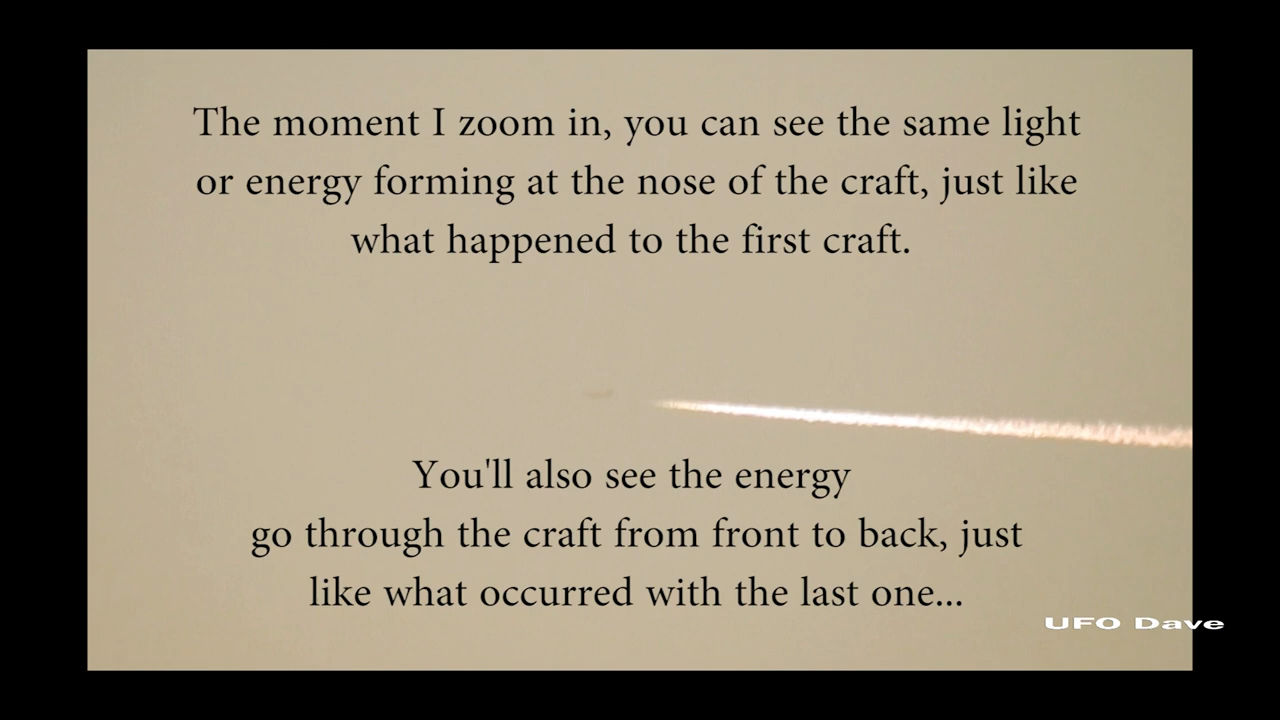 The moment I zoom in, you can see the same light
or energy forming at the nose of the craft, just like
what happened to the first craft.
You'll also see the energy
go through the craft from front to back, just
like what occurred with the last one...
UFO Dave